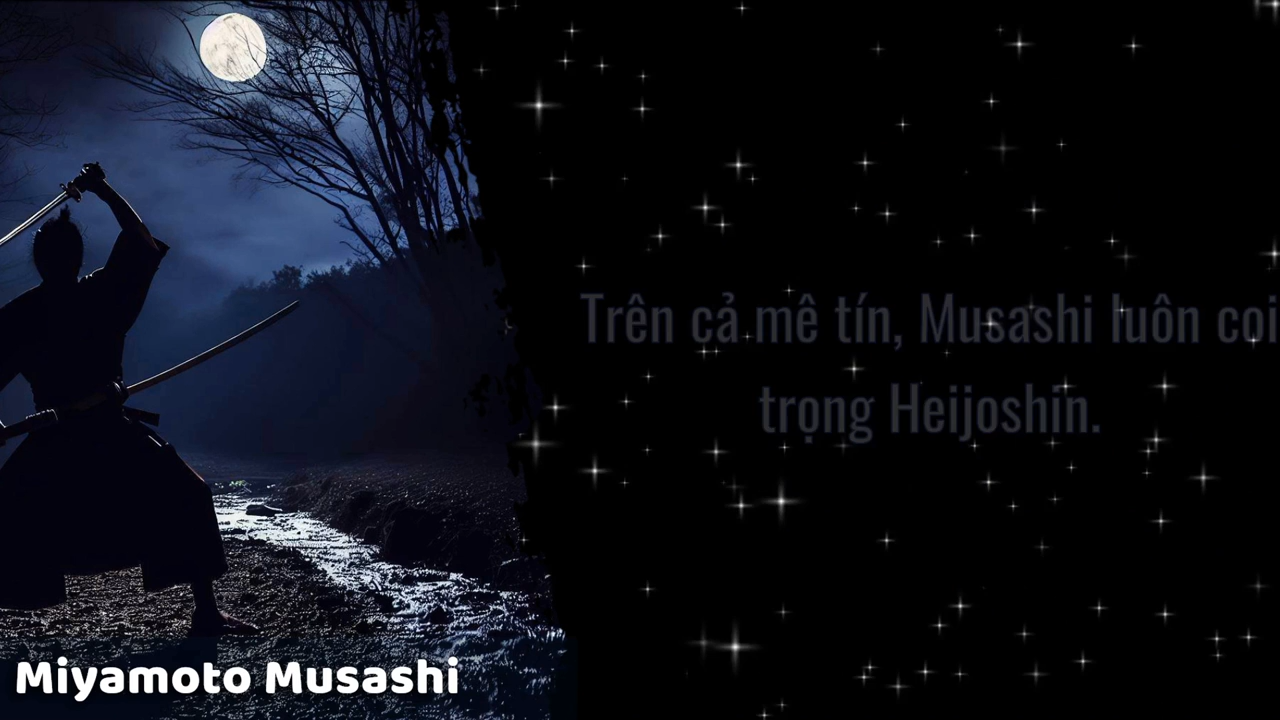 Trên cả mê tín, Musashi luôn coi
trọng Heijoshin.
Miyamoto Musashi